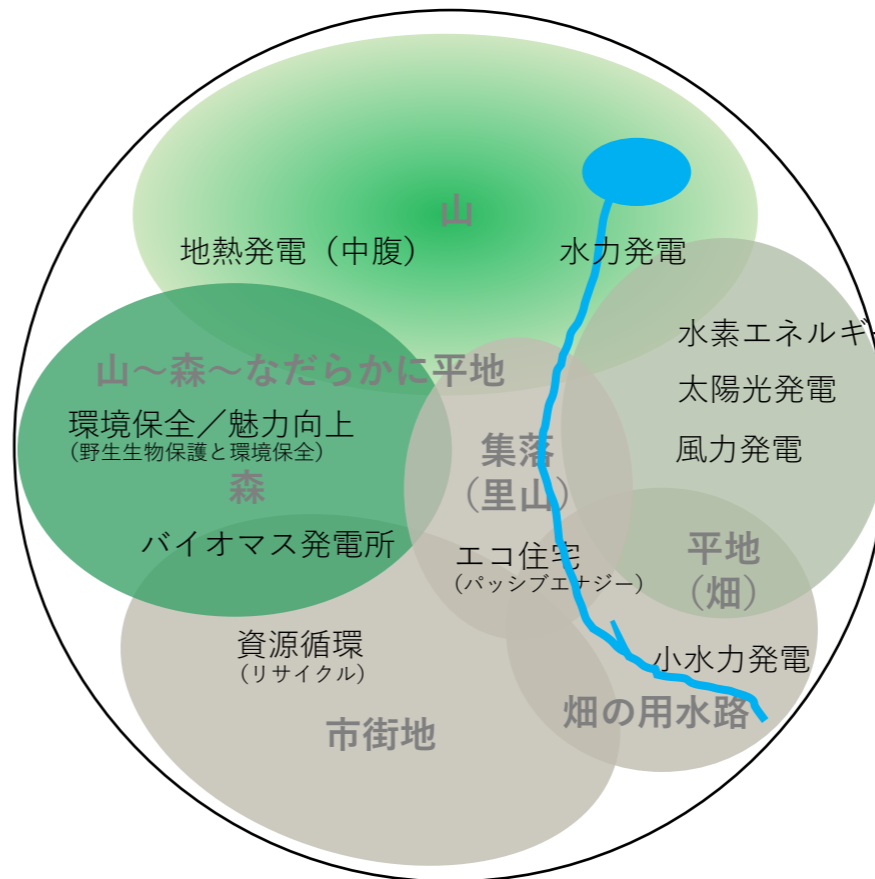 山
地熱発電（中腹）
水力発電
水素エネルギ
山～森～なだらかに平地
太陽光発電
環境保全／魅力向上
（野生生物保護と環境保全）
集落
（里山）
風力発電
森
バイオマス発電所
エコ住宅
（パッシブエナジー）
平地
（畑）
資源循環
（リサイクル）
小水力発電
畑の用水路
市街地